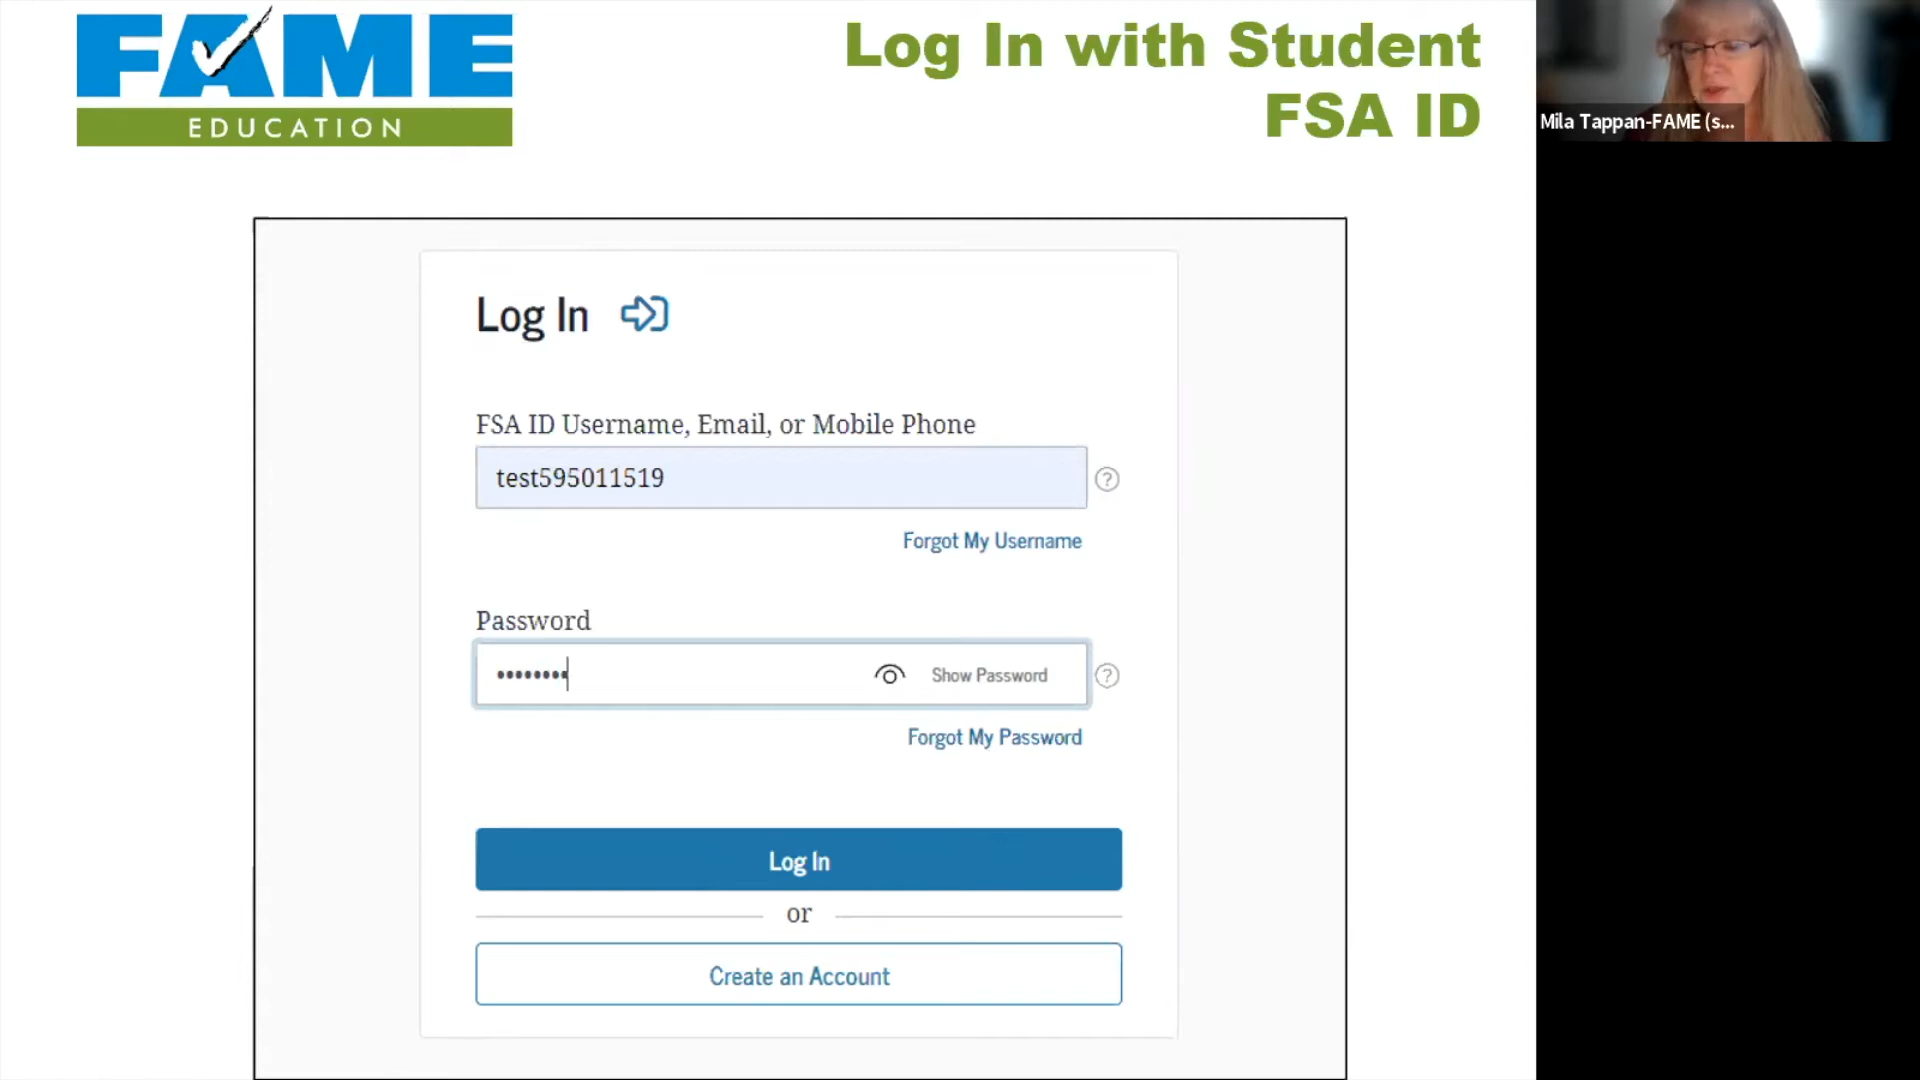 FAME
EDUCATION
Log In with Student
FSA ID
Mila Tappan-FAME (s...
Log In
FSA ID Username, Email, or Mobile Phone
test595011519
?
Forgot My Username
Password
••••••••
Show Password
?
Forgot My Password
Log In
or
Create an Account